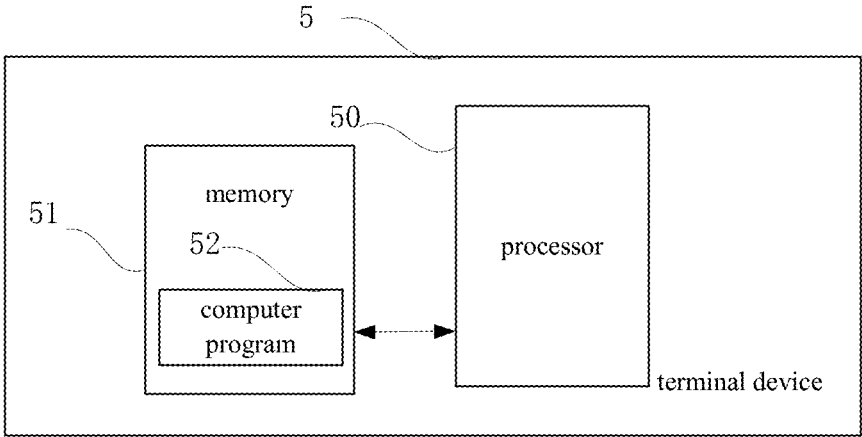 5
50
memory
51
52
processor
computer
program
terminal device